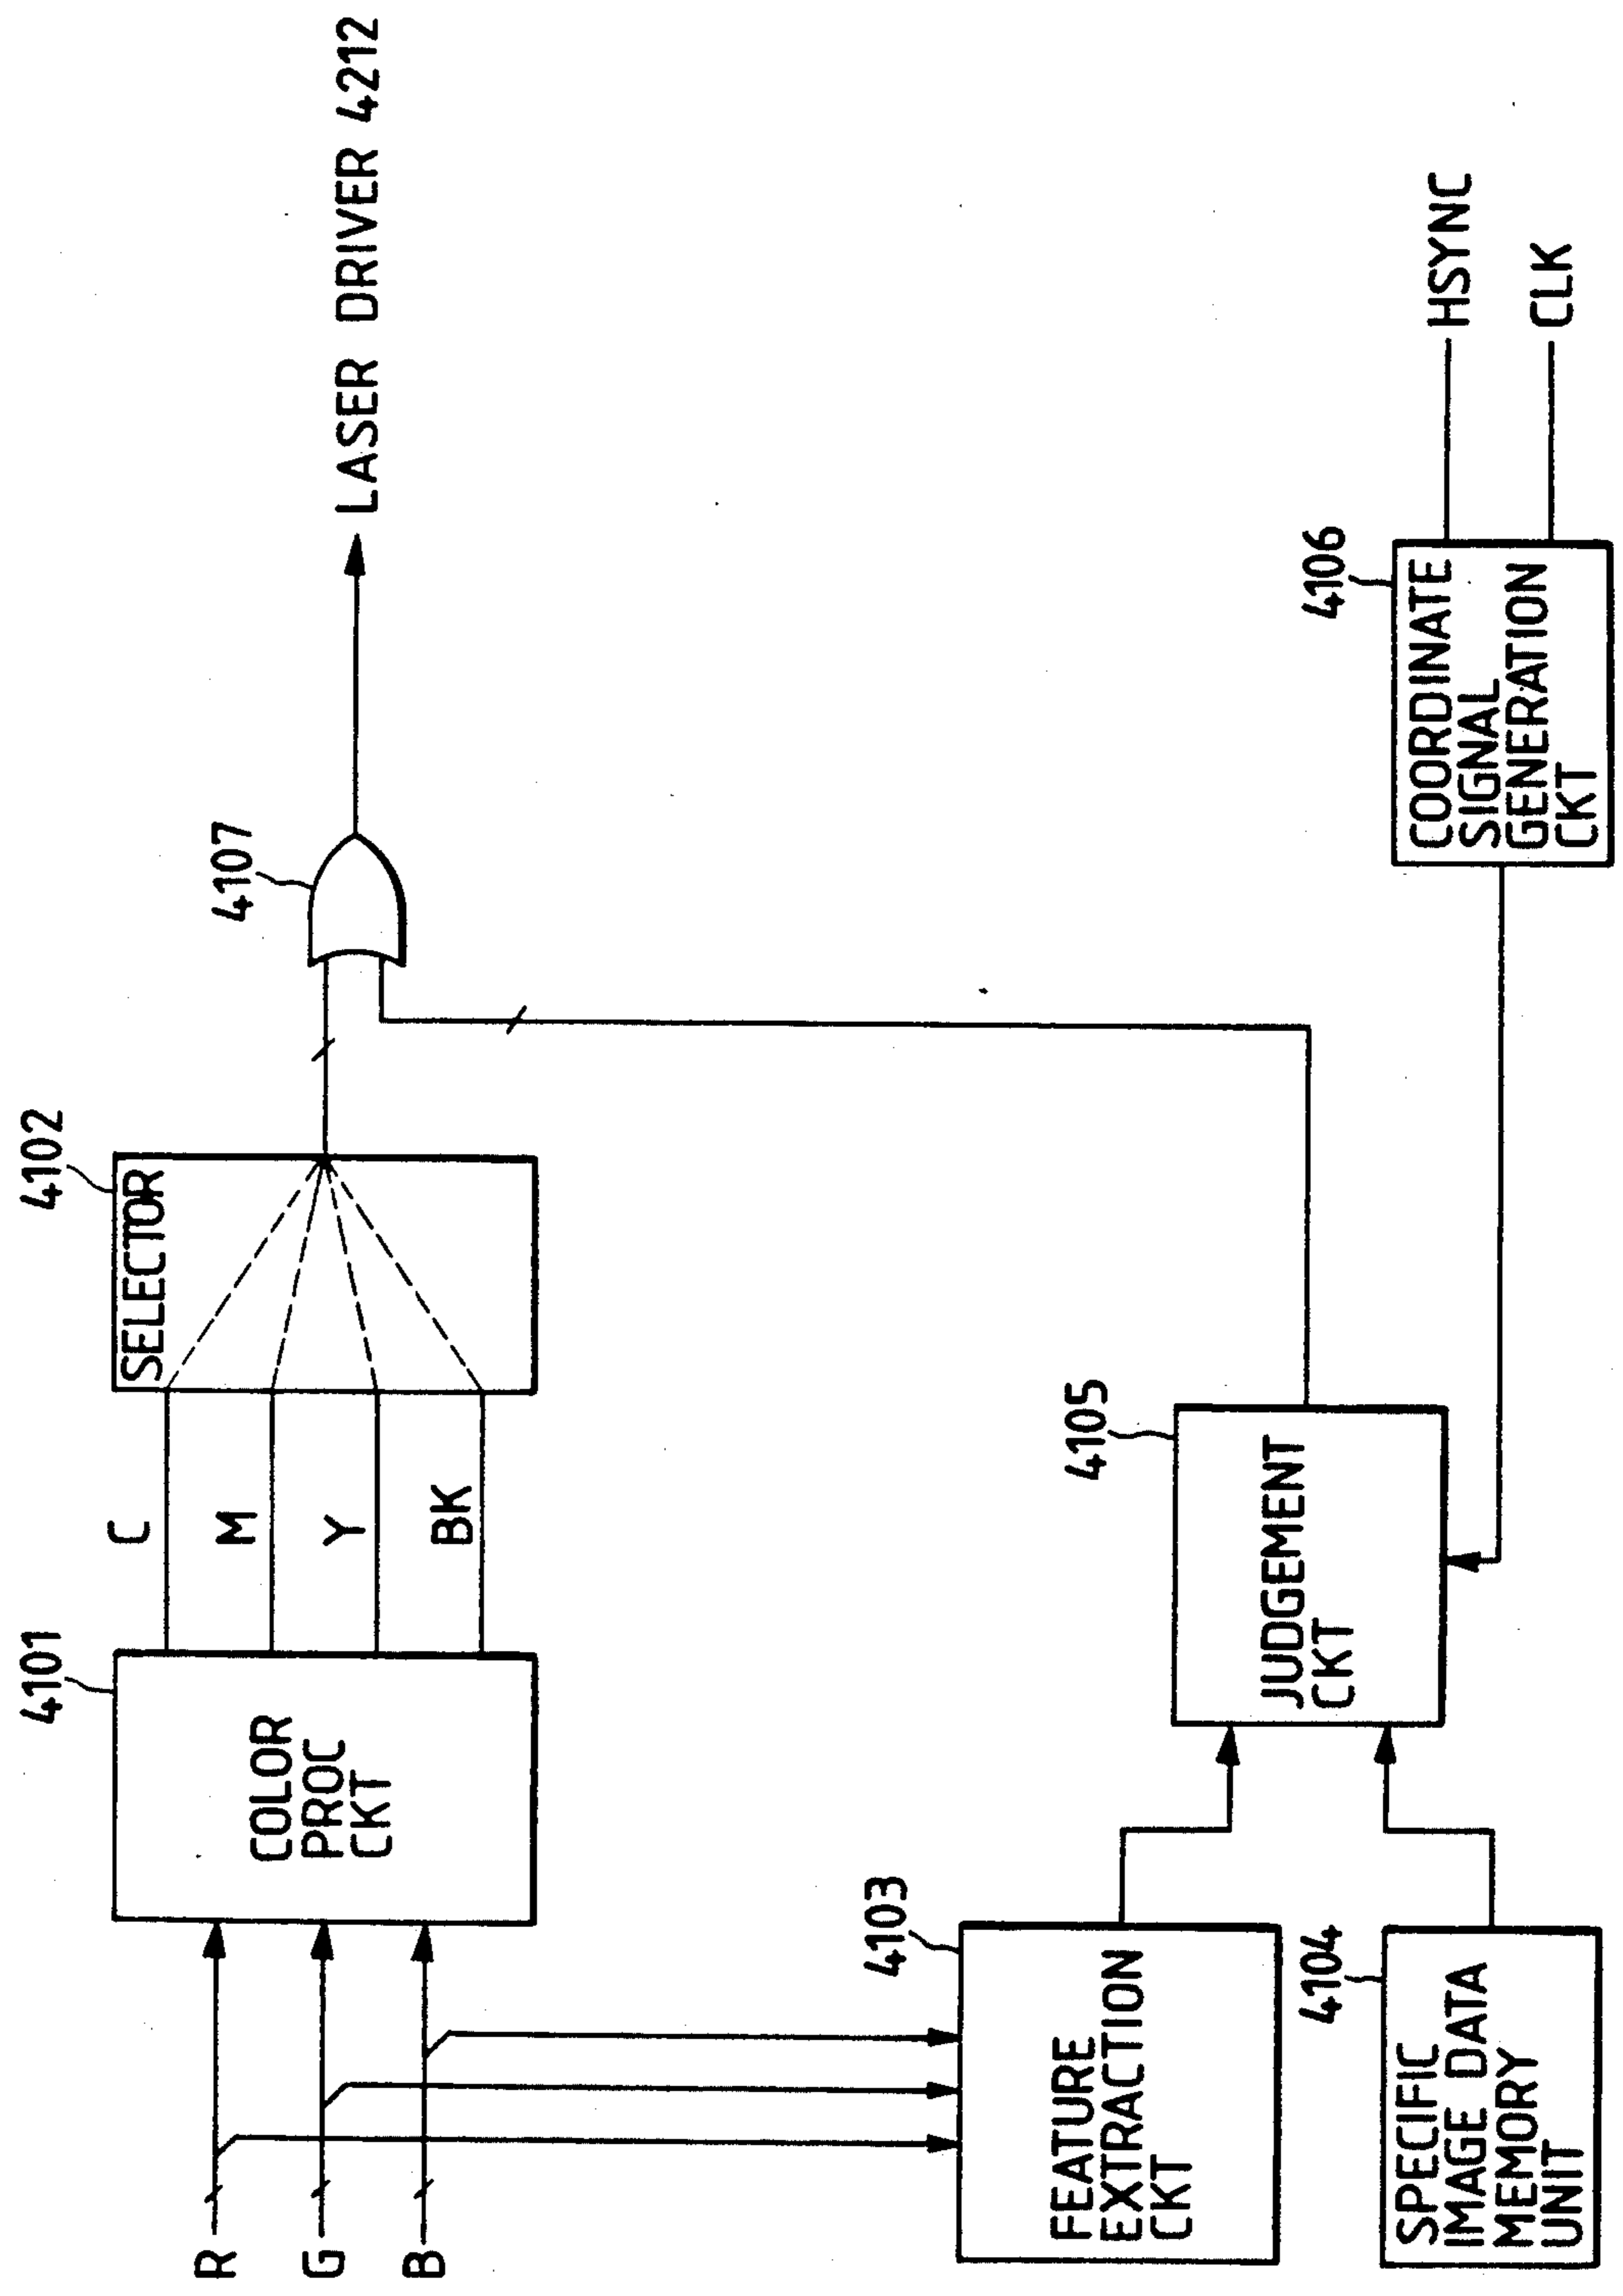 R
G
B
4101
COLOR
PROC
CKT
C
M
Y
BK
4102
SELECTOR
4107
LASER DRIVER 4212
4103
FEATURE
EXTRACTION
CKT
4104
SPECIFIC
IMAGE DATA
MEMORY
UNIT
4105
JUDGEMENT
CKT
4106
COORDINATE
SIGNAL
GENERATION
CKT
HSYNC
CLK